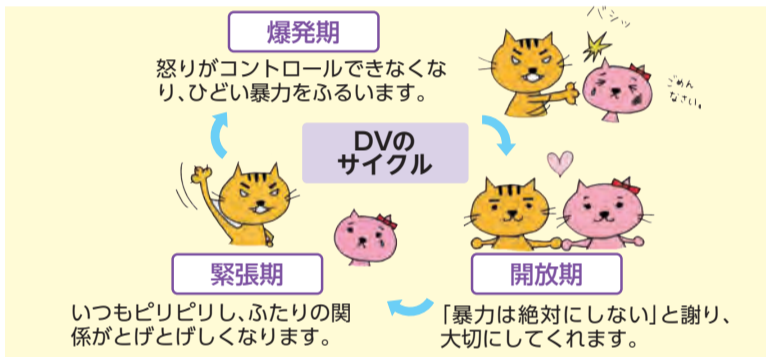 爆発期
怒りがコントロールできなくな
り、ひどい暴力をふるいます。
バシッ
ごめん
なさい。
DVの
サイクル
緊張期
いつもピリピリし、ふたりの関
係がとげとげしくなります。
開放期
「暴力は絶対にしない」と謝り、
大切にしてくれます。